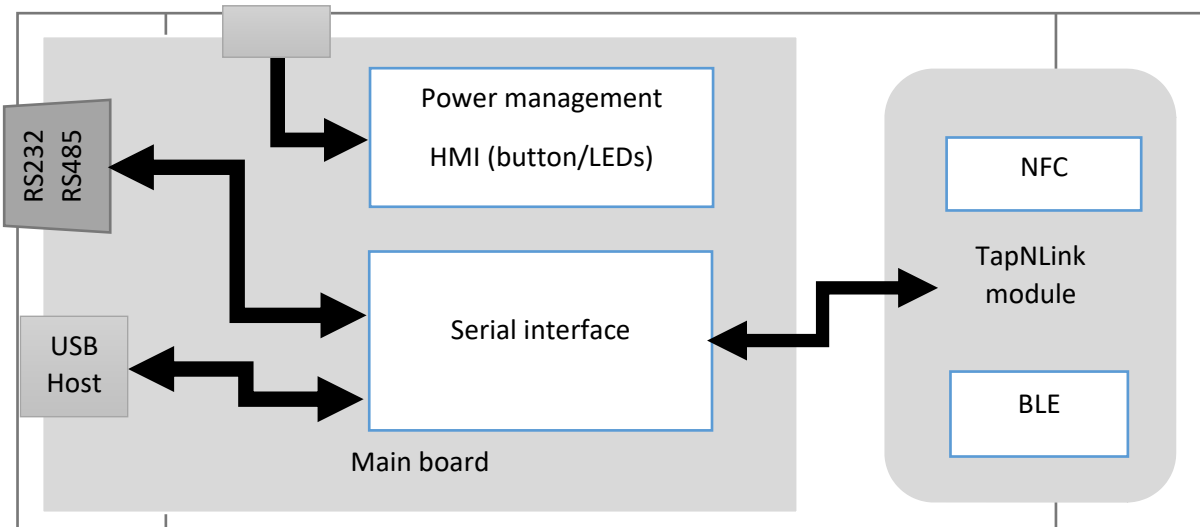 Power management
HMI (button/LEDs)
RS232
RS485
NFC
TapNLink
module
Serial interface
USB
Host
BLE
Main board